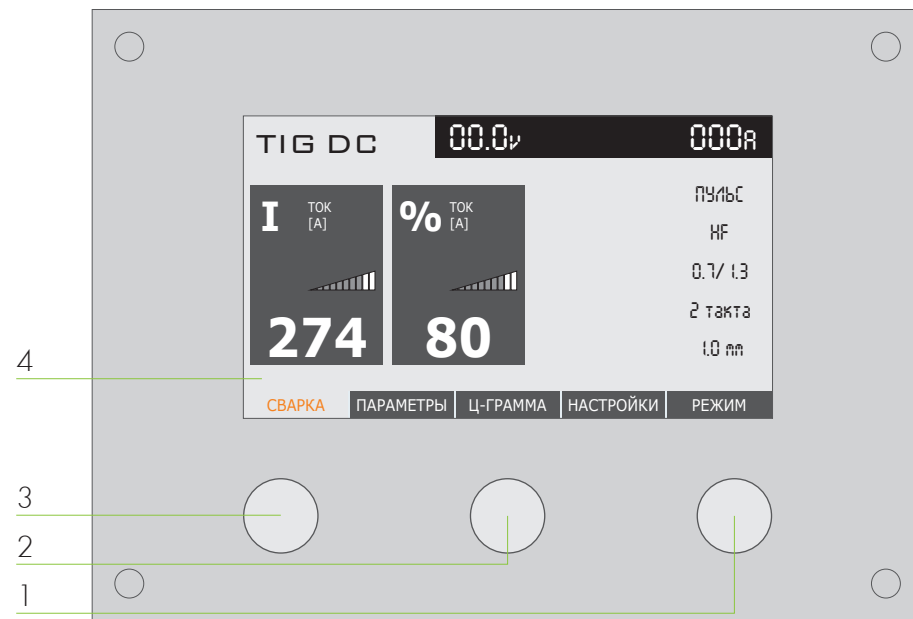 TIG DC 00.0v 000A
I ТОК [A]
% ТОК [A]
274 80
ПУЛЬС
HF
0.7/1.3
2 такта
1.0 mm
СВАРКА ПАРАМЕТРЫ Ц-ГРАММА НАСТРОЙКИ РЕЖИМ
4
3
2
1